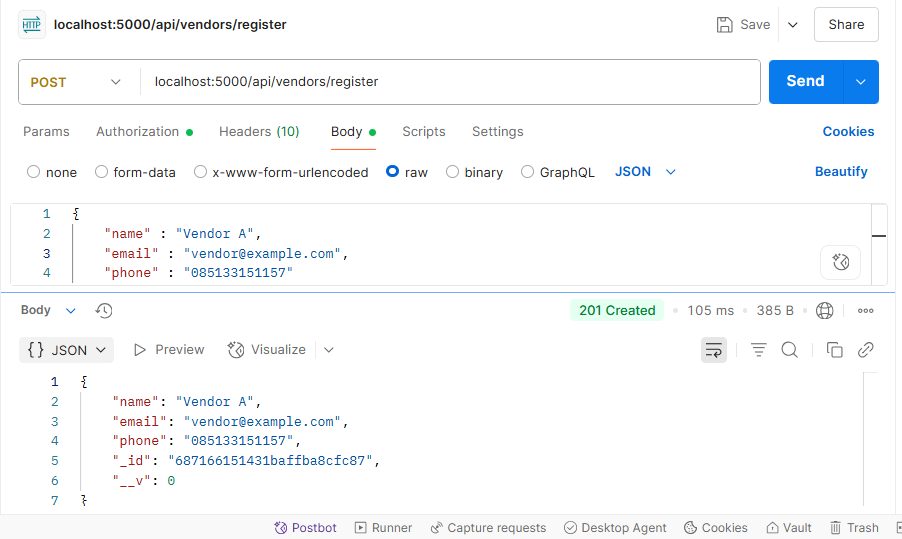 HTTP localhost:5000/api/vendors/register Save Share
POST localhost:5000/api/vendors/register Send
Params Authorization Headers (10) Body Scripts Settings Cookies
none form-data x-www-form-urlencoded raw binary GraphQL JSON Beautify
1 {
2 "name" : "Vendor A",
3 "email" : "vendor@example.com",
4 "phone" : "085133151157"
Body 201 Created 105 ms 385 B
{} JSON Preview Visualize
1 {
2 "name": "Vendor A",
3 "email": "vendor@example.com",
4 "phone": "085133151157",
5 "_id": "687166151431baffba8cfc87",
6 "__v": 0
7 }
Postbot Runner Capture requests Desktop Agent Cookies Vault Trash